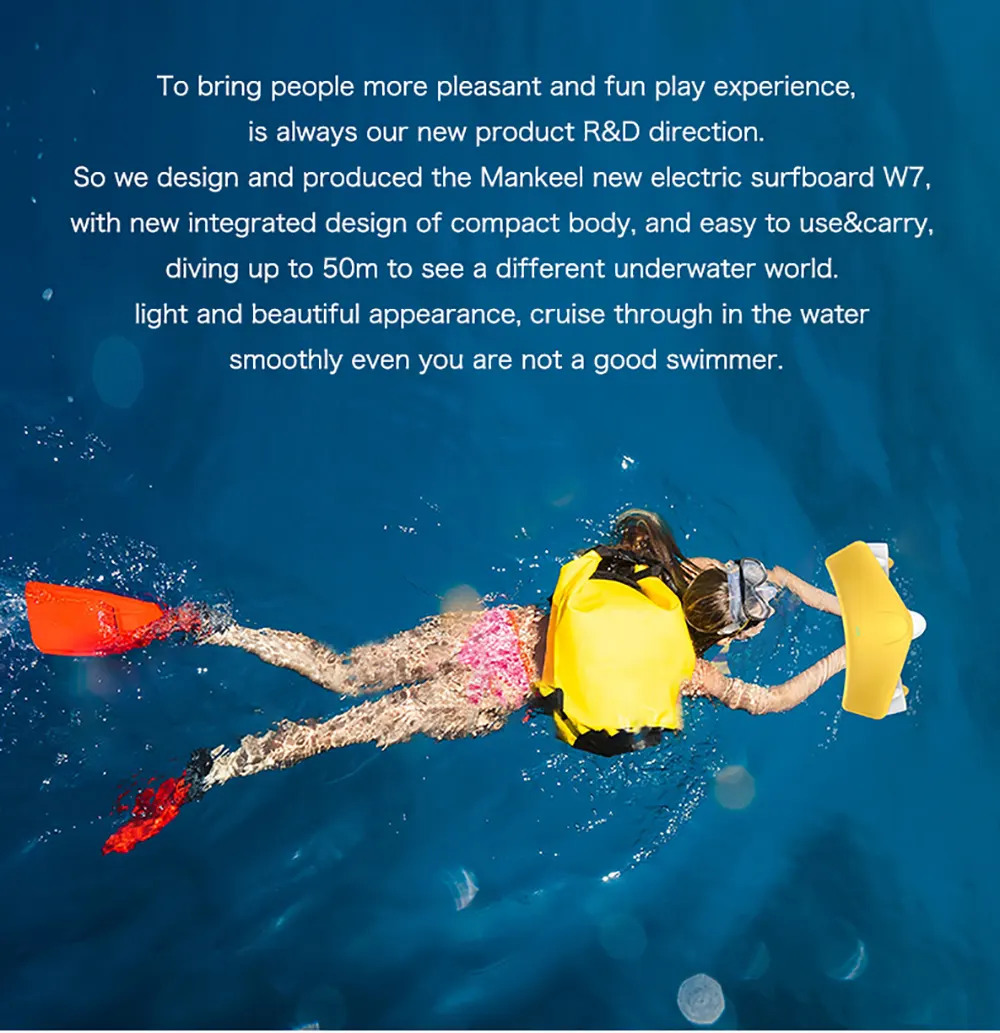 To bring people more pleasant and fun play experience,
is always our new product R&D direction.
So we design and produced the Mankeel new electric surfboard W7,
with new integrated design of compact body, and easy to use&carry,
diving up to 50m to see a different underwater world.
light and beautiful appearance, cruise through in the water
smoothly even you are not a good swimmer.